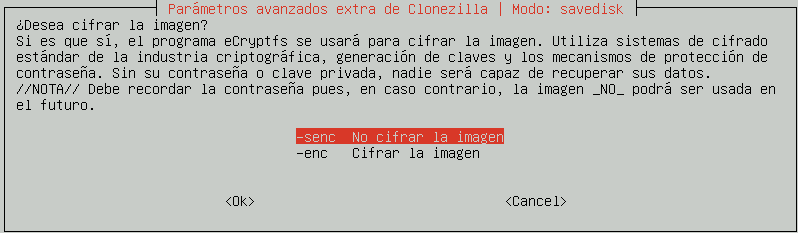 Parámetros avanzados extra de Clonezilla | Modo: savedisk
¿Desea cifrar la imagen?
Si es que sí, el programa eCryptfs se usará para cifrar la imagen. Utiliza sistemas de cifrado
estándar de la industria criptográfica, generación de claves y los mecanismos de protección de
contraseña. Sin su contraseña o clave privada, nadie será capaz de recuperar sus datos.
//NOTA// Debe recordar la contraseña pues, en caso contrario, la imagen _NO_ podrá ser usada en
el futuro.
-senc No cifrar la imagen
-enc Cifrar la imagen
<Ok> <Cancel>